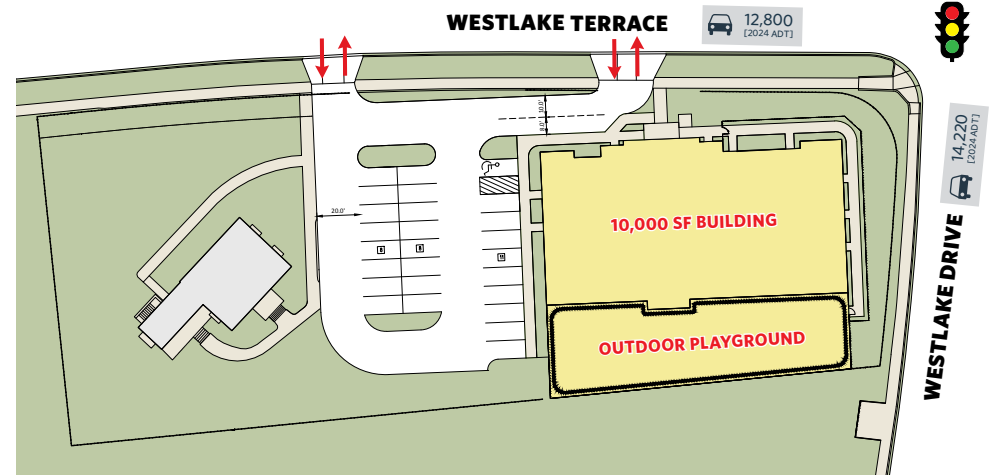 WESTLAKE TERRACE
12,800
[2024 ADT]
14,220
[2024 ADT]
WESTLAKE DRIVE
10.0'
8.0'
20.0'
10,000 SF BUILDING
8
8
11
OUTDOOR PLAYGROUND